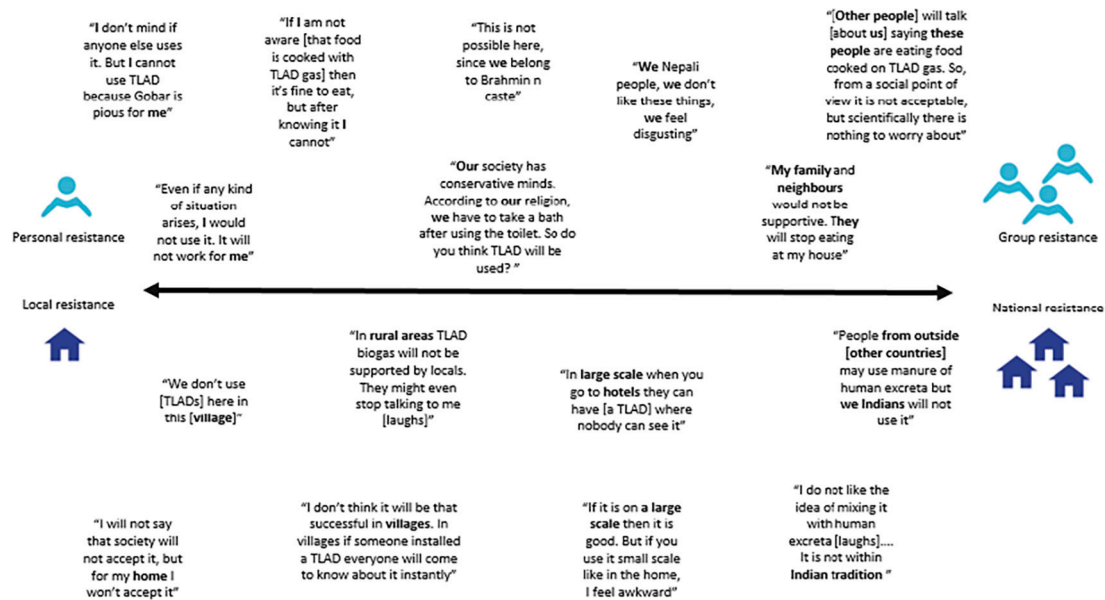 “I don’t mind if
anyone else uses
it. But I cannot
use TLAD
because Gobar is
pious for me”
“If I am not
aware [that food
is cooked with
TLAD gas] then
it’s fine to eat,
but after
knowing it I
cannot”
“This is not
possible here,
since we belong
to Brahmin n
caste”
“We Nepali
people, we don’t
like these things,
we feel
disgusting”
“[Other people] will talk
[about us] saying these
people are eating food
cooked on TLAD gas. So,
from a social point of
view it is not acceptable,
but scientifically there is
nothing to worry about”
Personal resistance
“Even if any kind
of situation
arises, I would
not use it. It will
not work for me”
“Our society has
conservative minds.
According to our religion,
we have to take a bath
after using the toilet. So do
you think TLAD will be
used? ”
“My family and
neighbours
would not be
supportive. They
will stop eating
at my house”
Group resistance
Local resistance
National resistance
“We don’t use
[TLADs] here in
this [village]”
“In rural areas TLAD
biogas will not be
supported by locals.
They might even
stop talking to me
[laughs]”
“In large scale when you
go to hotels they can
have [a TLAD] where
nobody can see it”
“People from outside
[other countries]
may use manure of
human excreta but
we Indians will not
use it”
“I will not say
that society will
not accept it, but
for my home I
won’t accept it”
“I don’t think it will be that
successful in villages. In
villages if someone installed
a TLAD everyone will come
to know about it instantly”
“If it is on a large
scale then it is
good. But if you
use it small scale
like in the home,
I feel awkward”
“I do not like the
idea of mixing it
with human
excreta [laughs]....
It is not within
Indian tradition ”